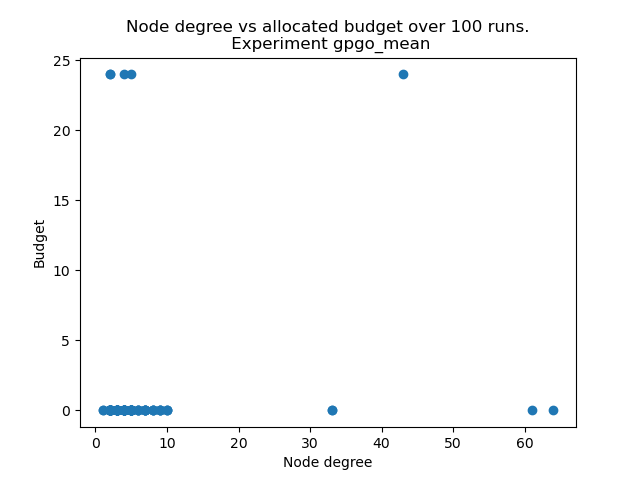 Node degree vs allocated budget over 100 runs.
Experiment gpgo_mean
25
20
15
10
5
0
Budget
0 10 20 30 40 50 60
Node degree